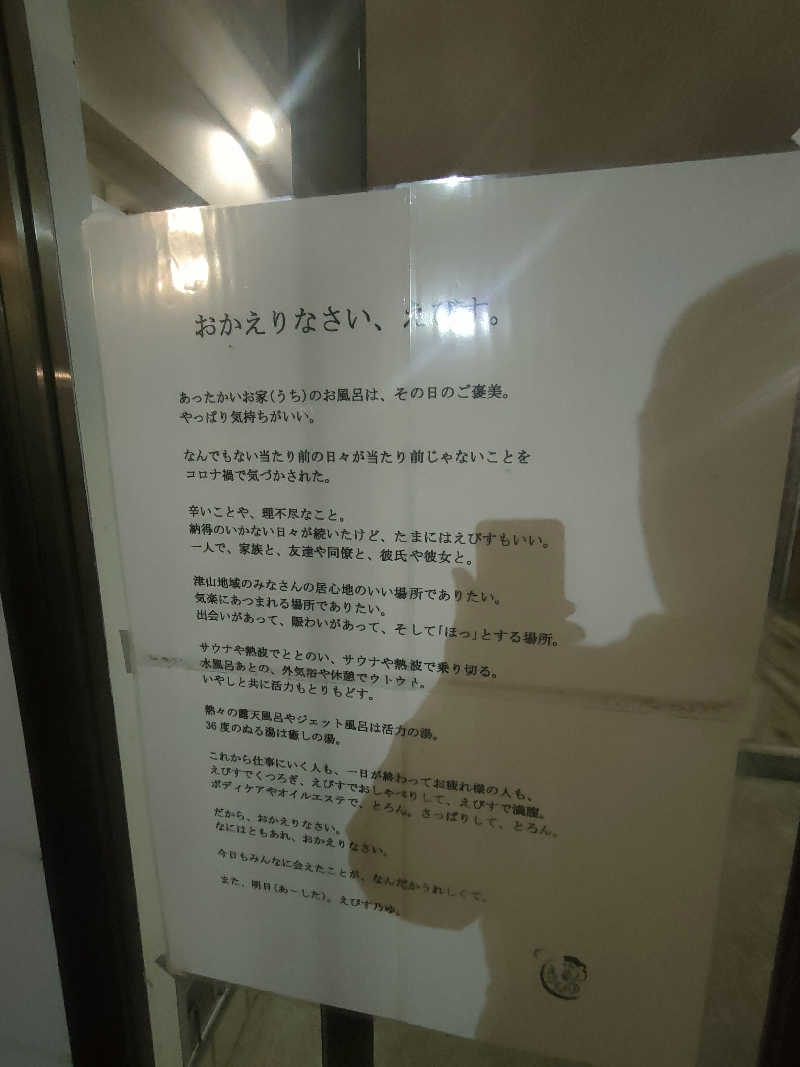 おかえりなさい、えびす。
あったかいお家(うち)のお風呂は、その日のご褒美。
やっぱり気持ちがいい。
なんでもない当たり前の日々が当たり前じゃないことを
コロナ禍で気づかされた。
辛いことや、理不尽なこと。
納得のいかない日々が続いたけど、たまにはえびすもいい。
一人で、家族と、友達や同僚と、彼氏や彼女と。
津山地域のみなさんの居心地のいい場所でありたい。
気楽にあつまれる場所でありたい。
出会いがあって、賑わいがあって、そして「ほっ」とする場所。
サウナや熱波でととのい、サウナや熱波で乗り切る。
水風呂あとの、外気浴や休憩でウトウト。
いやしと共に活力もとりもどす。
熱々の露天風呂やジェット風呂は活力の湯。
36度のぬる湯は癒しの湯。
これから仕事にいく人も、一日が終わってお疲れ様の人も、
えびすでくつろぎ、えびすでおしゃべりして、えびすで満腹。
ボディケアやオイルエステで、とろん。さっぱりして、とろん。
だから、おかえりなさい。
なにはともあれ、おかえりなさい。
今日もみんなに会えたことが、なんだかうれしくて。
また、明日(あーした)。えびす乃ゆ。